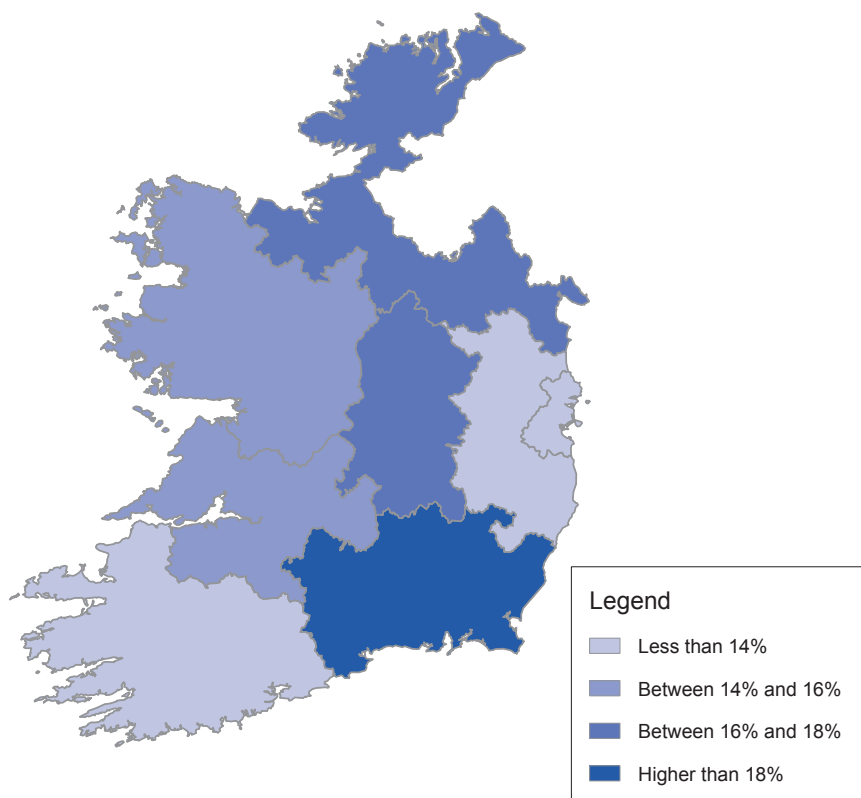 Legend
Less than 14%
Between 14% and 16%
Between 16% and 18%
Higher than 18%